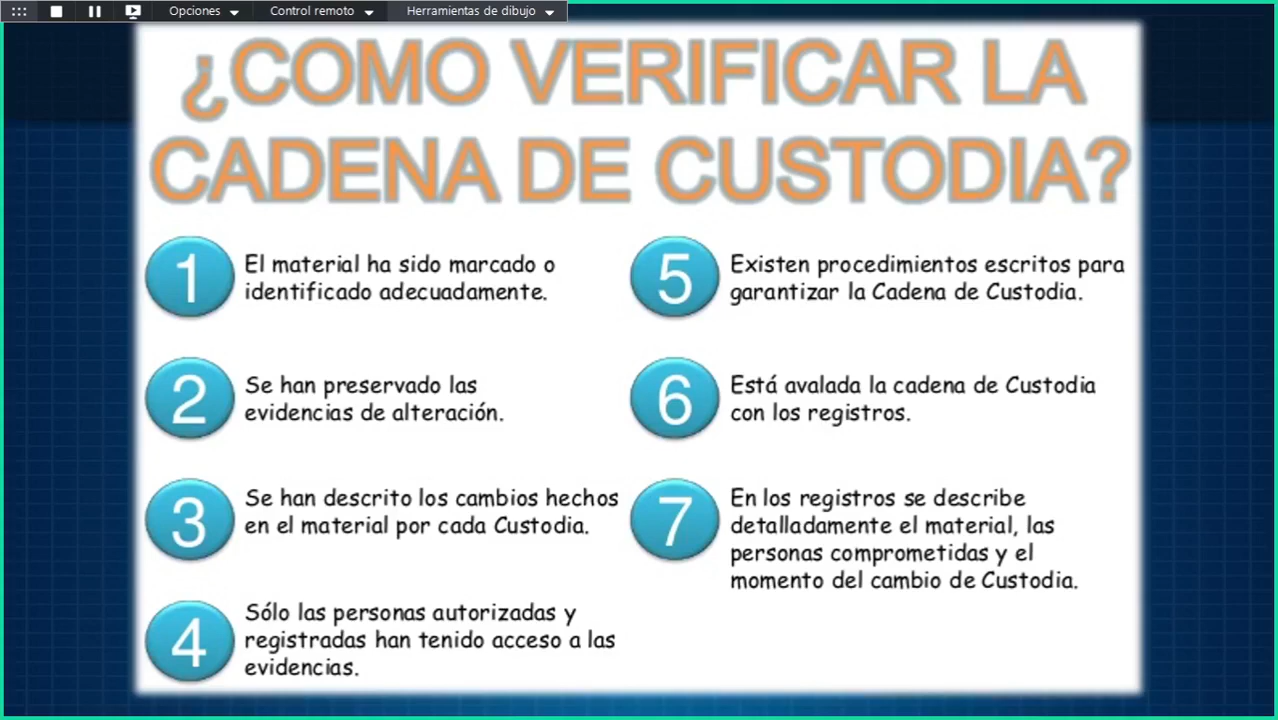 Opciones
Control remoto
Herramientas de dibujo
¿COMO VERIFICAR LA
CADENA DE CUSTODIA?
1
El material ha sido marcado o
identificado adecuadamente.
2
Se han preservado las
evidencias de alteración.
3
Se han descrito los cambios hechos
en el material por cada Custodia.
4
Sólo las personas autorizadas y
registradas han tenido acceso a las
evidencias.
5
Existen procedimientos escritos para
garantizar la Cadena de Custodia.
6
Está avalada la cadena de Custodia
con los registros.
7
En los registros se describe
detalladamente el material, las
personas comprometidas y el
momento del cambio de Custodia.